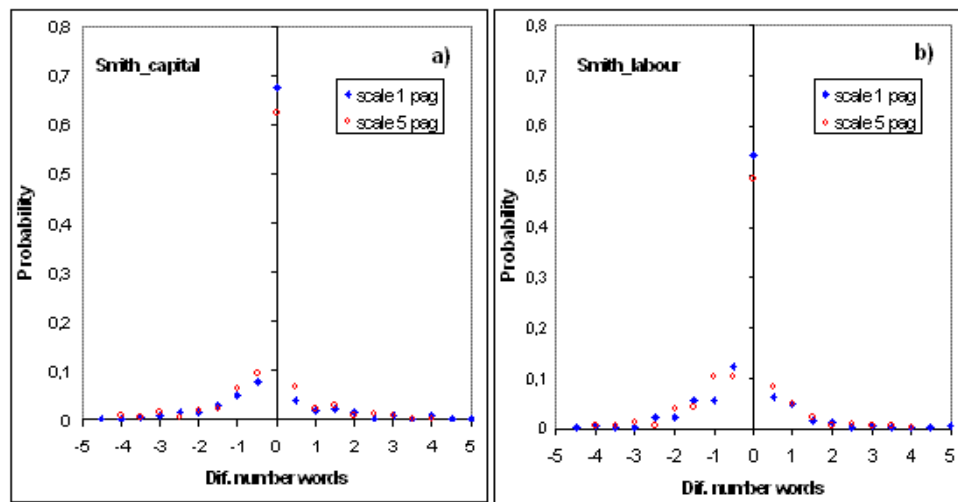 0,8
a)
Smith_capital
0,7
scale 1 pag
scale 5 pag
0,6
0,5
0,4
Probability
0,3
0,2
0,1
0
-5 -4 -3 -2 -1 0 1 2 3 4 5
Dif. number words
0,8
b)
Smith_labour
0,7
scale 1 pag
scale 5 pag
0,6
0,5
0,4
Probability
0,3
0,2
0,1
0
-5 -4 -3 -2 -1 0 1 2 3 4 5
Dif. number words